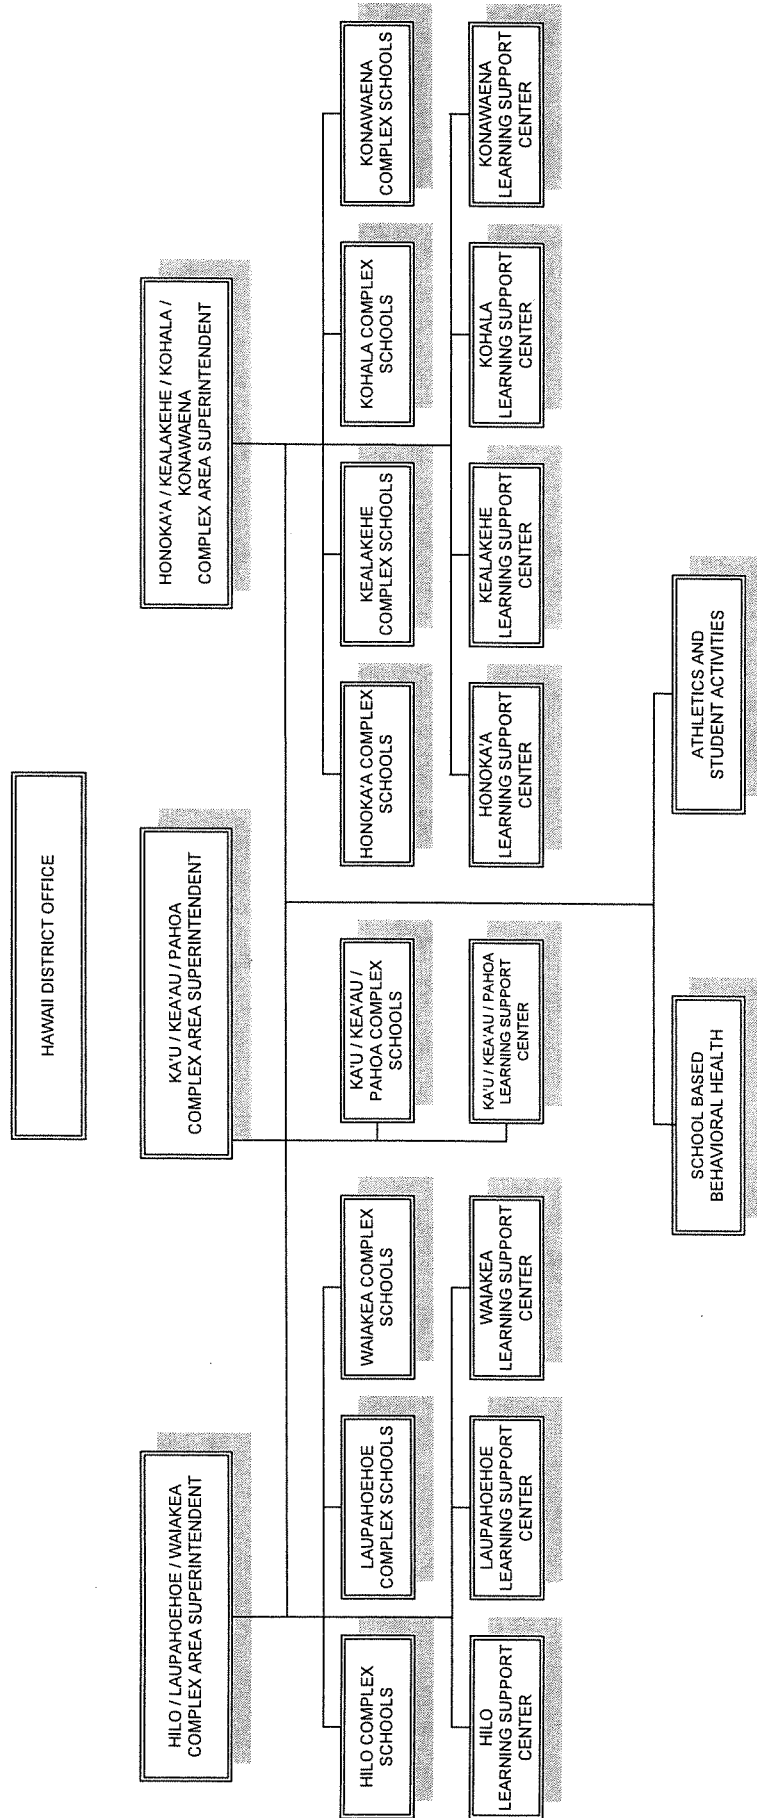 HAWAII DISTRICT OFFICE
HILO / LAUPAHOEHOE / WAIAKEA
COMPLEX AREA SUPERINTENDENT
KA'U / KEA'AU / PAHOA
COMPLEX AREA SUPERINTENDENT
HONOKA'A / KEALAKEHE / KOHALA /
KONAWAENA
COMPLEX AREA SUPERINTENDENT
HILO COMPLEX
SCHOOLS
LAUPAHOEHOE
COMPLEX SCHOOLS
WAIAKEA COMPLEX
SCHOOLS
KA'U / KEA'AU /
PAHOA COMPLEX
SCHOOLS
HONOKA'A COMPLEX
SCHOOLS
KEALAKEHE
COMPLEX SCHOOLS
KOHALA COMPLEX
SCHOOLS
KONAWAENA
COMPLEX SCHOOLS
HILO
LEARNING SUPPORT
CENTER
LAUPAHOEHOE
LEARNING SUPPORT
CENTER
WAIAKEA
LEARNING SUPPORT
CENTER
KA'U / KEA'AU / PAHOA
LEARNING SUPPORT
CENTER
HONOKA'A
LEARNING SUPPORT
CENTER
KEALAKEHE
LEARNING SUPPORT
CENTER
KOHALA
LEARNING SUPPORT
CENTER
KONAWAENA
LEARNING SUPPORT
CENTER
SCHOOL BASED
BEHAVIORAL HEALTH
ATHLETICS AND
STUDENT ACTIVITIES